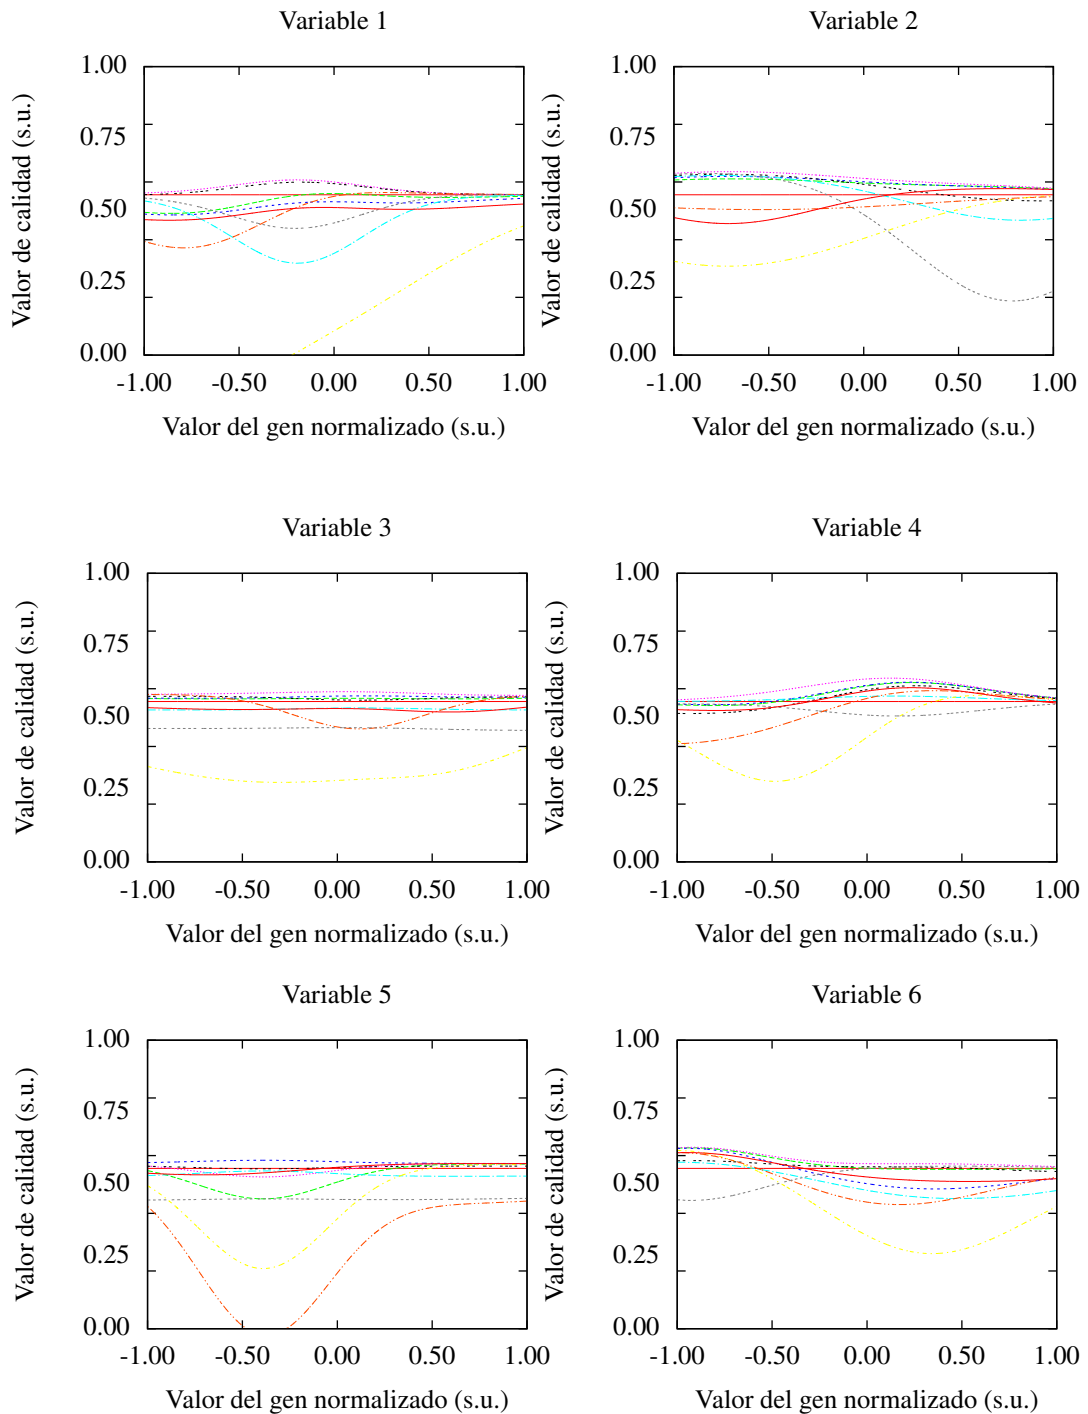 Variable 1
Valor de calidad (s.u.)
1.00
0.75
0.50
0.25
0.00
-1.00 -0.50 0.00 0.50 1.00
Valor del gen normalizado (s.u.)
Variable 2
Valor de calidad (s.u.)
1.00
0.75
0.50
0.25
0.00
-1.00 -0.50 0.00 0.50 1.00
Valor del gen normalizado (s.u.)
Variable 3
Valor de calidad (s.u.)
1.00
0.75
0.50
0.25
0.00
-1.00 -0.50 0.00 0.50 1.00
Valor del gen normalizado (s.u.)
Variable 4
Valor de calidad (s.u.)
1.00
0.75
0.50
0.25
0.00
-1.00 -0.50 0.00 0.50 1.00
Valor del gen normalizado (s.u.)
Variable 5
Valor de calidad (s.u.)
1.00
0.75
0.50
0.25
0.00
-1.00 -0.50 0.00 0.50 1.00
Valor del gen normalizado (s.u.)
Variable 6
Valor de calidad (s.u.)
1.00
0.75
0.50
0.25
0.00
-1.00 -0.50 0.00 0.50 1.00
Valor del gen normalizado (s.u.)